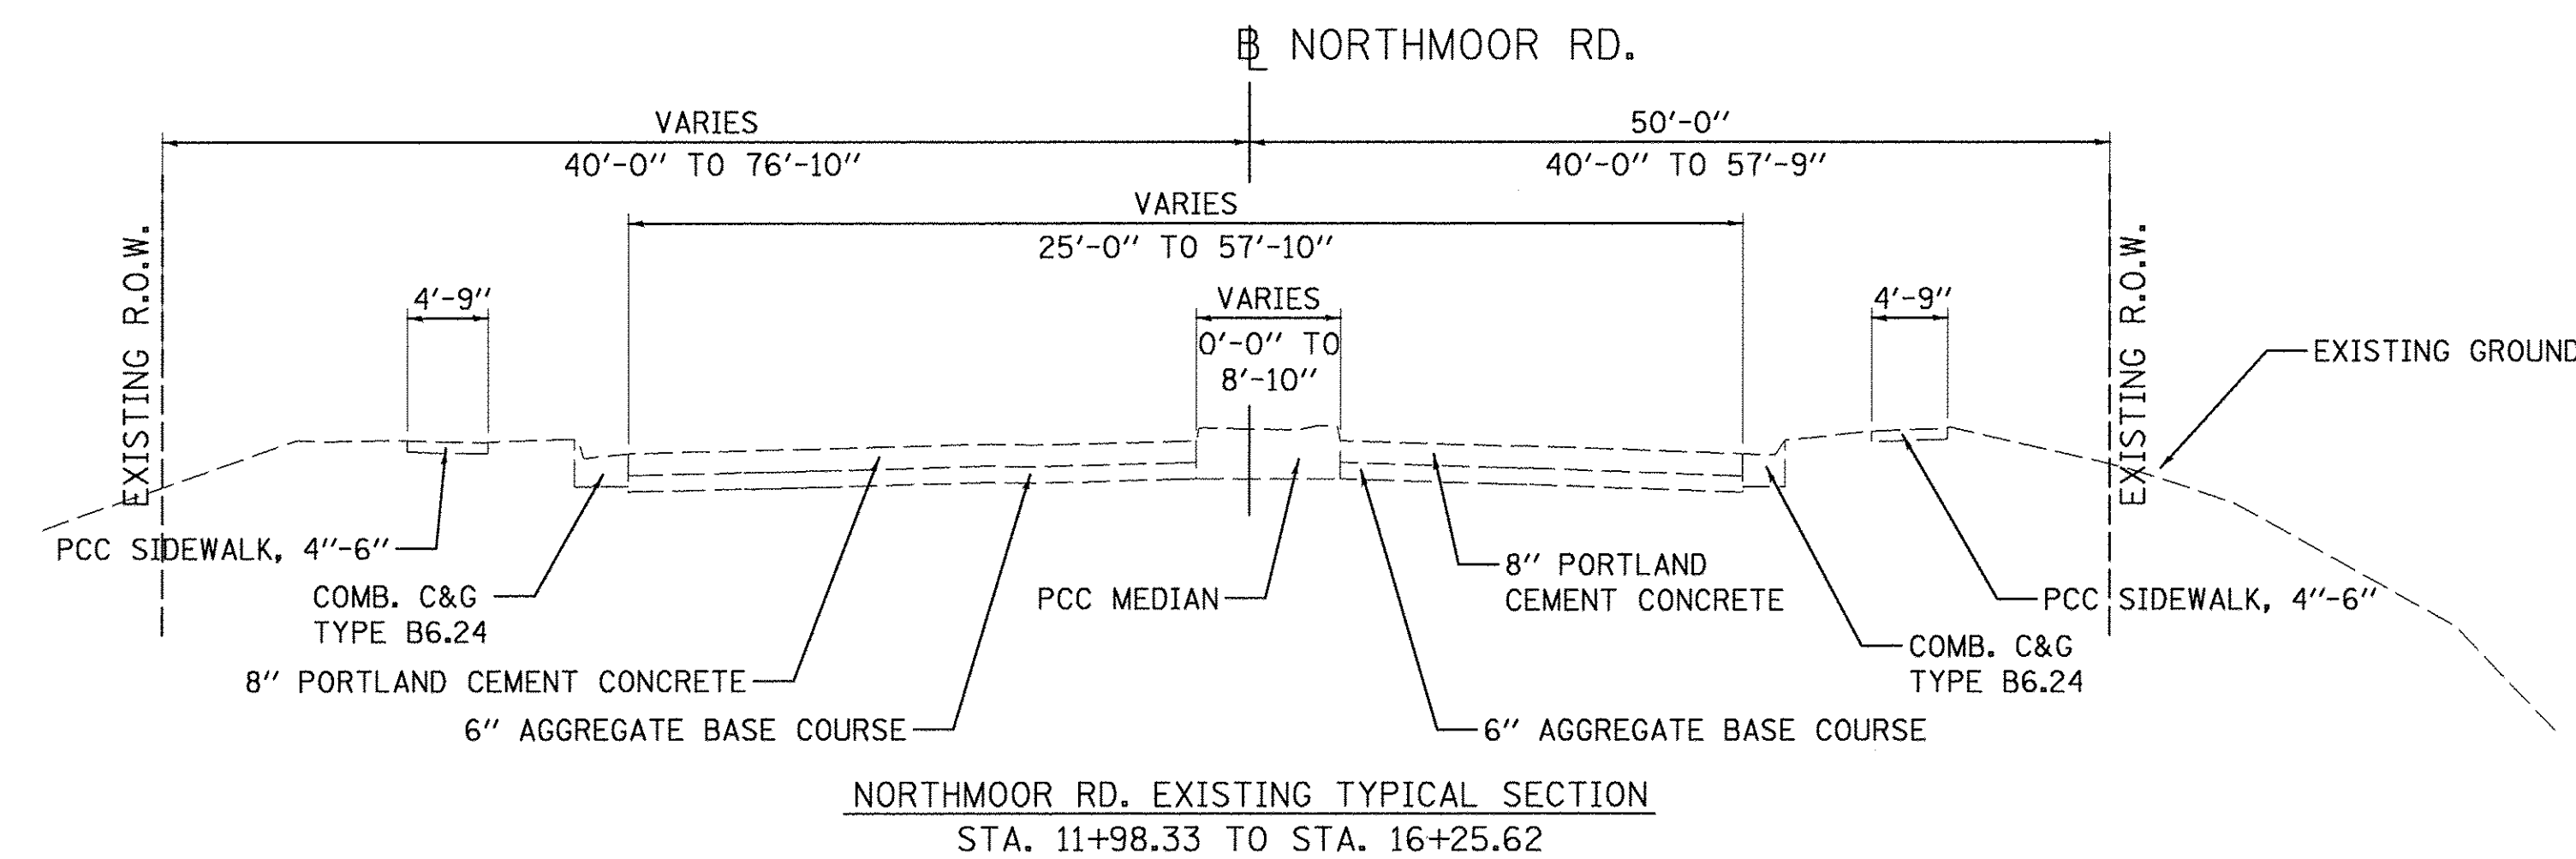 ℄ NORTHMOOR RD.
VARIES
40'-0" TO 76'-10"
50'-0"
40'-0" TO 57'-9"
VARIES
25'-0" TO 57'-10"
4'-9"
VARIES
0'-0" TO
8'-10"
4'-9"
EXISTING R.O.W.
EXISTING R.O.W.
EXISTING GROUND
PCC SIDEWALK, 4"-6"
COMB. C&G
TYPE B6.24
8" PORTLAND CEMENT CONCRETE
6" AGGREGATE BASE COURSE
PCC MEDIAN
8" PORTLAND
CEMENT CONCRETE
PCC SIDEWALK, 4"-6"
COMB. C&G
TYPE B6.24
6" AGGREGATE BASE COURSE
NORTHMOOR RD. EXISTING TYPICAL SECTION
STA. 11+98.33 TO STA. 16+25.62